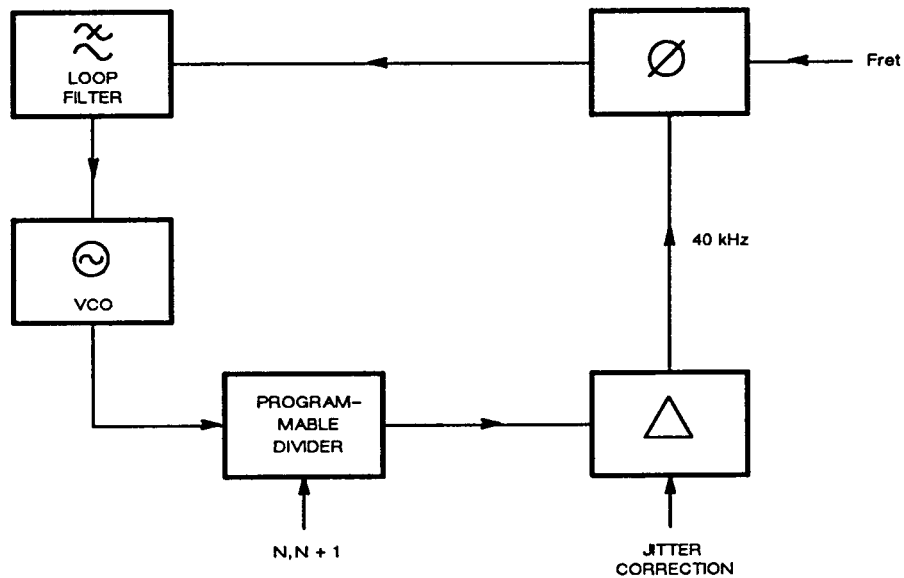 LOOP
FILTER
Fret
40 kHz
VCO
PROGRAM-
MABLE
DIVIDER
N, N + 1
JITTER
CORRECTION